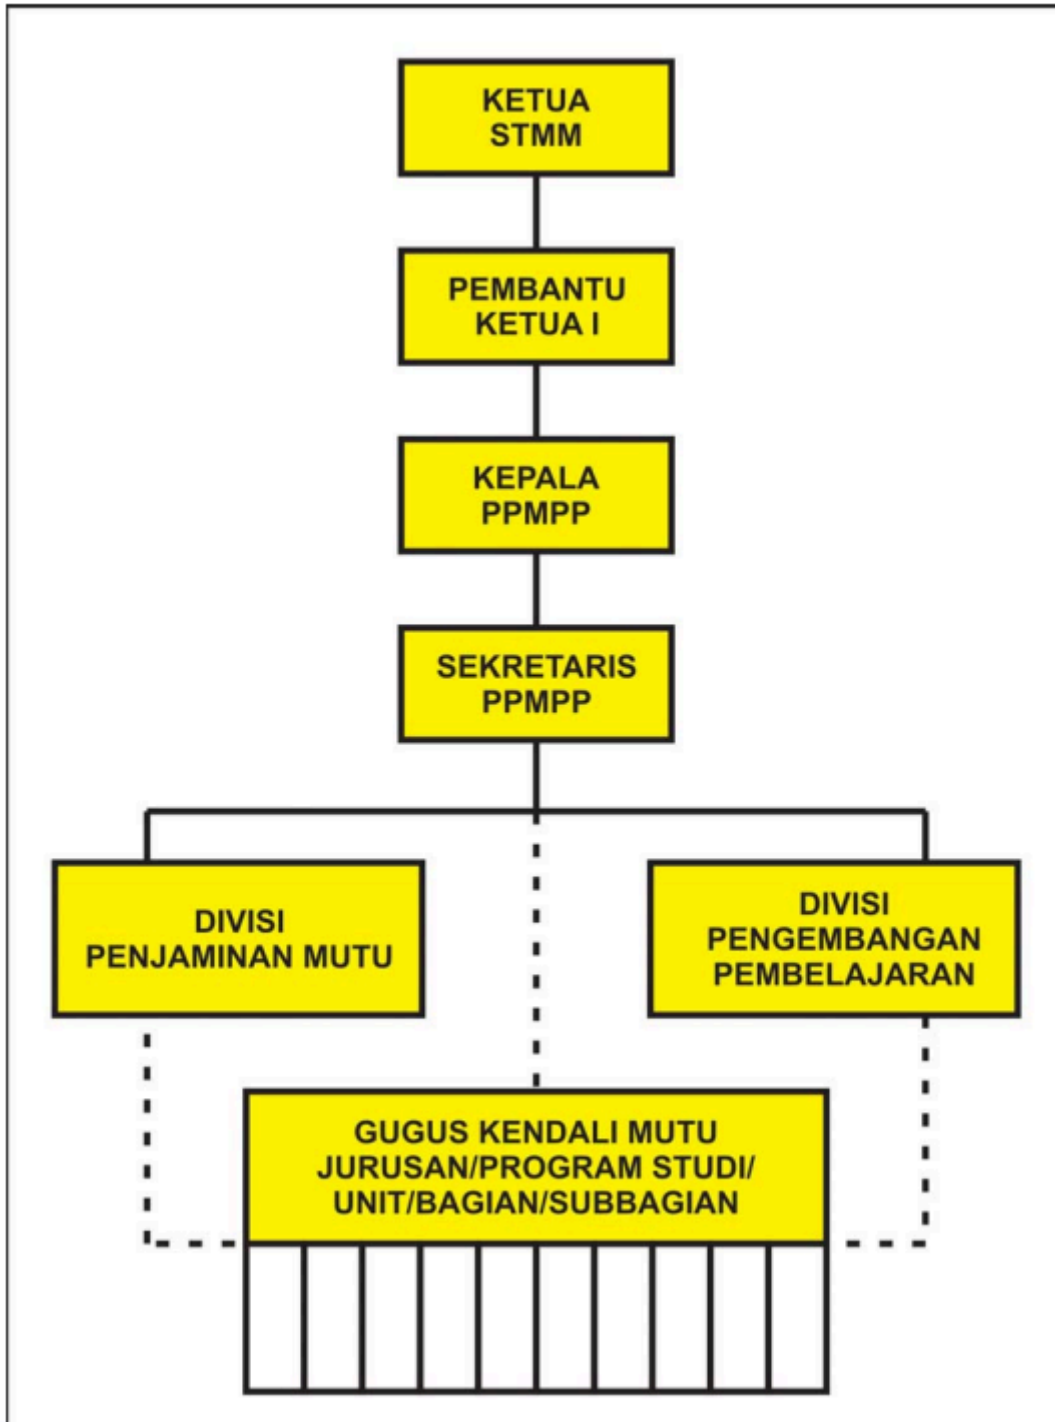 KETUA
STMM
PEMBANTU
KETUA I
KEPALA
PPMPP
SEKRETARIS
PPMPP
DIVISI
PENJAMINAN MUTU
DIVISI
PENGEMBANGAN
PEMBELAJARAN
GUGUS KENDALI MUTU
JURUSAN/PROGRAM STUDI/
UNIT/BAGIAN/SUBBAGIAN